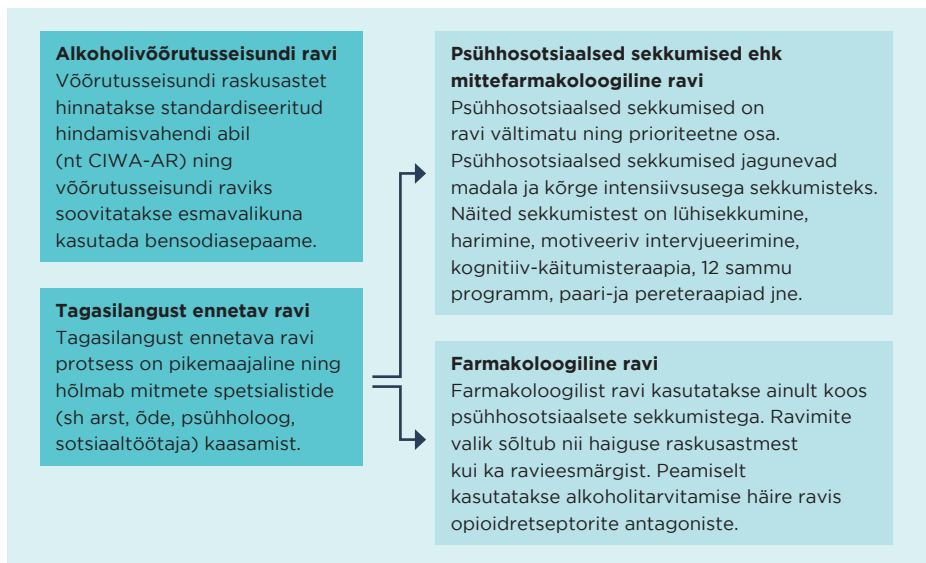 Alkoholivõõrutusseisundi ravi
Võõrutusseisundi raskusastet
hinnatakse standardiseeritud
hindamisvahendi abil
(nt CIWA-AR) ning
võõrutusseisundi raviks
soovitatakse esmavalikuna
kasutada bensodiasepaame.
Tagasilangust ennetav ravi
Tagasilangust ennetava ravi
protsess on pikemaajaline ning
hõlmab mitmete spetsialistide
(sh arst, õde, psühholoog,
sotsiaaltöötaja) kaasamist.
Psühhosotsiaalsed sekkumised ehk
mittefarmakoloogiline ravi
Psühhosotsiaalsed sekkumised on
ravi vältimatu ning prioriteetne osa.
Psühhosotsiaalsed sekkumised jagunevad
madala ja kõrge intensiivsusega sekkumisteks.
Näited sekkumistest on lühisekkumine,
harimine, motiveeriv intervjueerimine,
kognitiiv-käitumisteraapia, 12 sammu
programm, paari-ja pereteraapiad jne.
Farmakoloogiline ravi
Farmakoloogilist ravi kasutatakse ainult koos
psühhosotsiaalsete sekkumistega. Ravimite
valik sõltub nii haiguse raskusastmest
kui ka ravieesmärgist. Peamiselt
kasutatakse alkoholitarvitamise häire ravis
opioidretseptorite antagoniste.